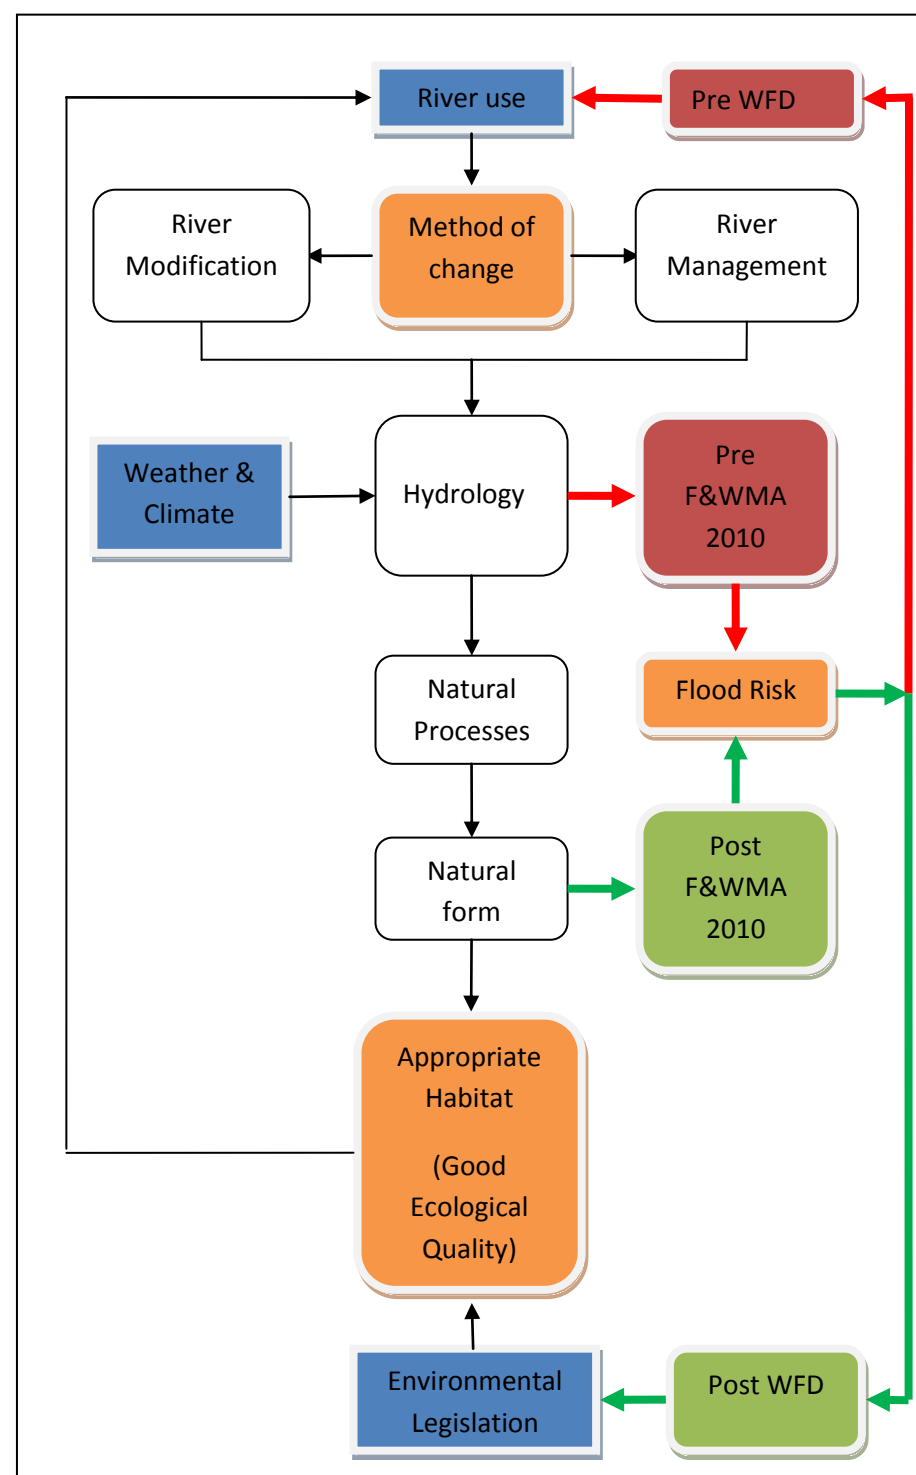 River use
Pre WFD
River
Modification
Method of
change
River
Management
Weather &
Climate
Hydrology
Pre
F&WMA
2010
Natural
Processes
Flood Risk
Natural
form
Post
F&WMA
2010
Appropriate
Habitat
(Good
Ecological
Quality)
Environmental
Legislation
Post WFD